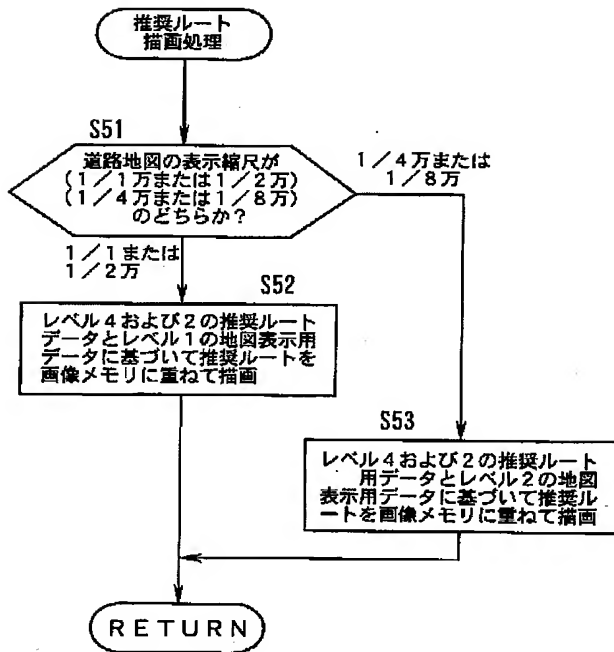 推奨ルート
描画処理
S51
道路地図の表示縮尺が
(1／1万または1／2万)
(1／4万または1／8万)
のどちらか？
1／4万または
1／8万
1／1または
1／2万
S52
レベル4および2の推奨ルート
データとレベル1の地図表示用
データに基づいて推奨ルートを
画像メモリに重ねて描画
S53
レベル4および2の推奨ルート
用データとレベル2の地図
表示用データに基づいて推奨ル
ートを画像メモリに重ねて描画
RETURN